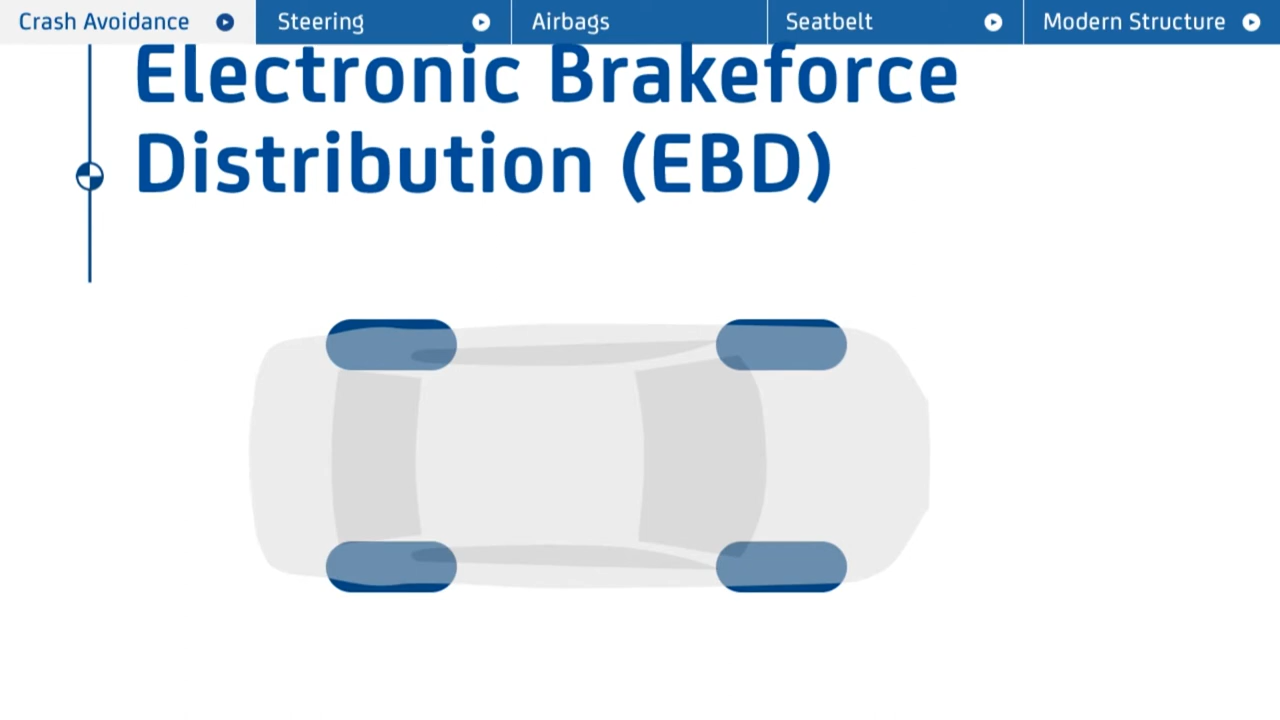 Crash Avoidance
Steering
Airbags
Seatbelt
Modern Structure
Electronic Brakeforce
Distribution (EBD)